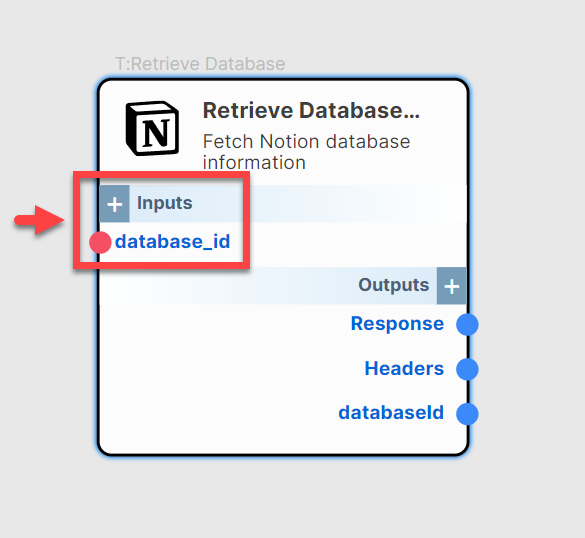 T:Retrieve Database
N
Retrieve Database...
Fetch Notion database
information
+ Inputs
database_id
Outputs +
Response
Headers
databaseId